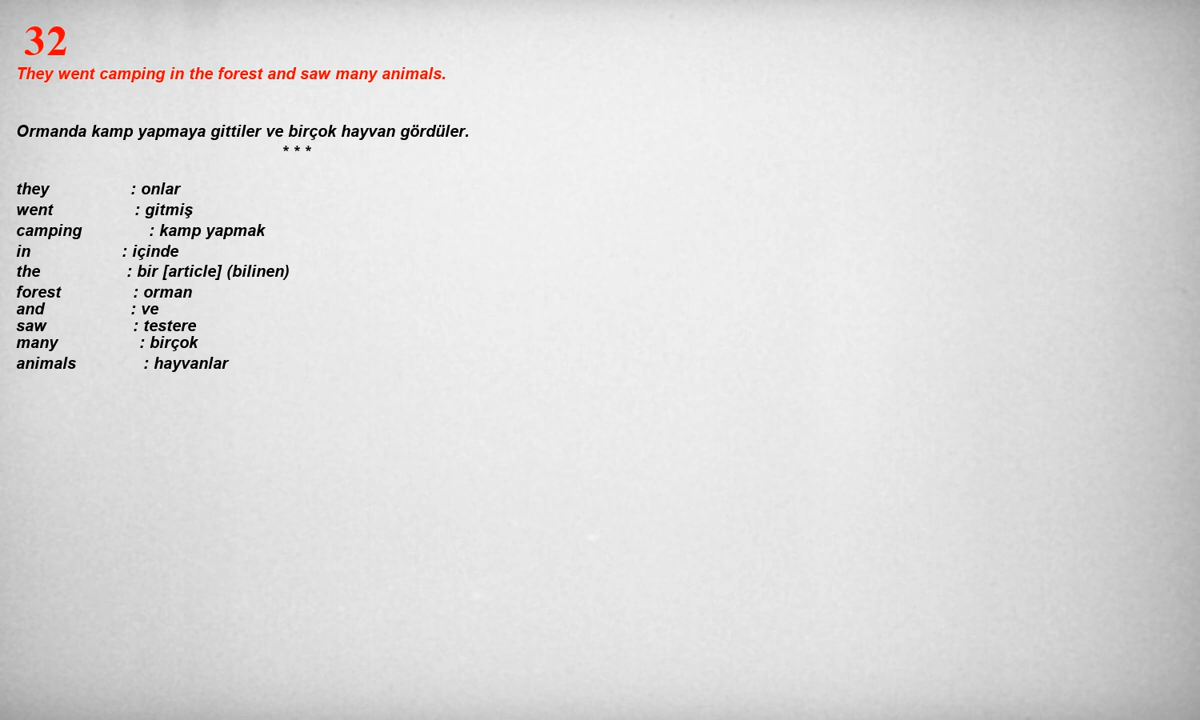 32
They went camping in the forest and saw many animals.
Ormanda kamp yapmaya gittiler ve birçok hayvan gördüler.
* * *
they : onlar
went : gitmiş
camping : kamp yapmak
in : içinde
the : bir [article] (bilinen)
forest : orman
and : ve
saw : testere
many : birçok
animals : hayvanlar